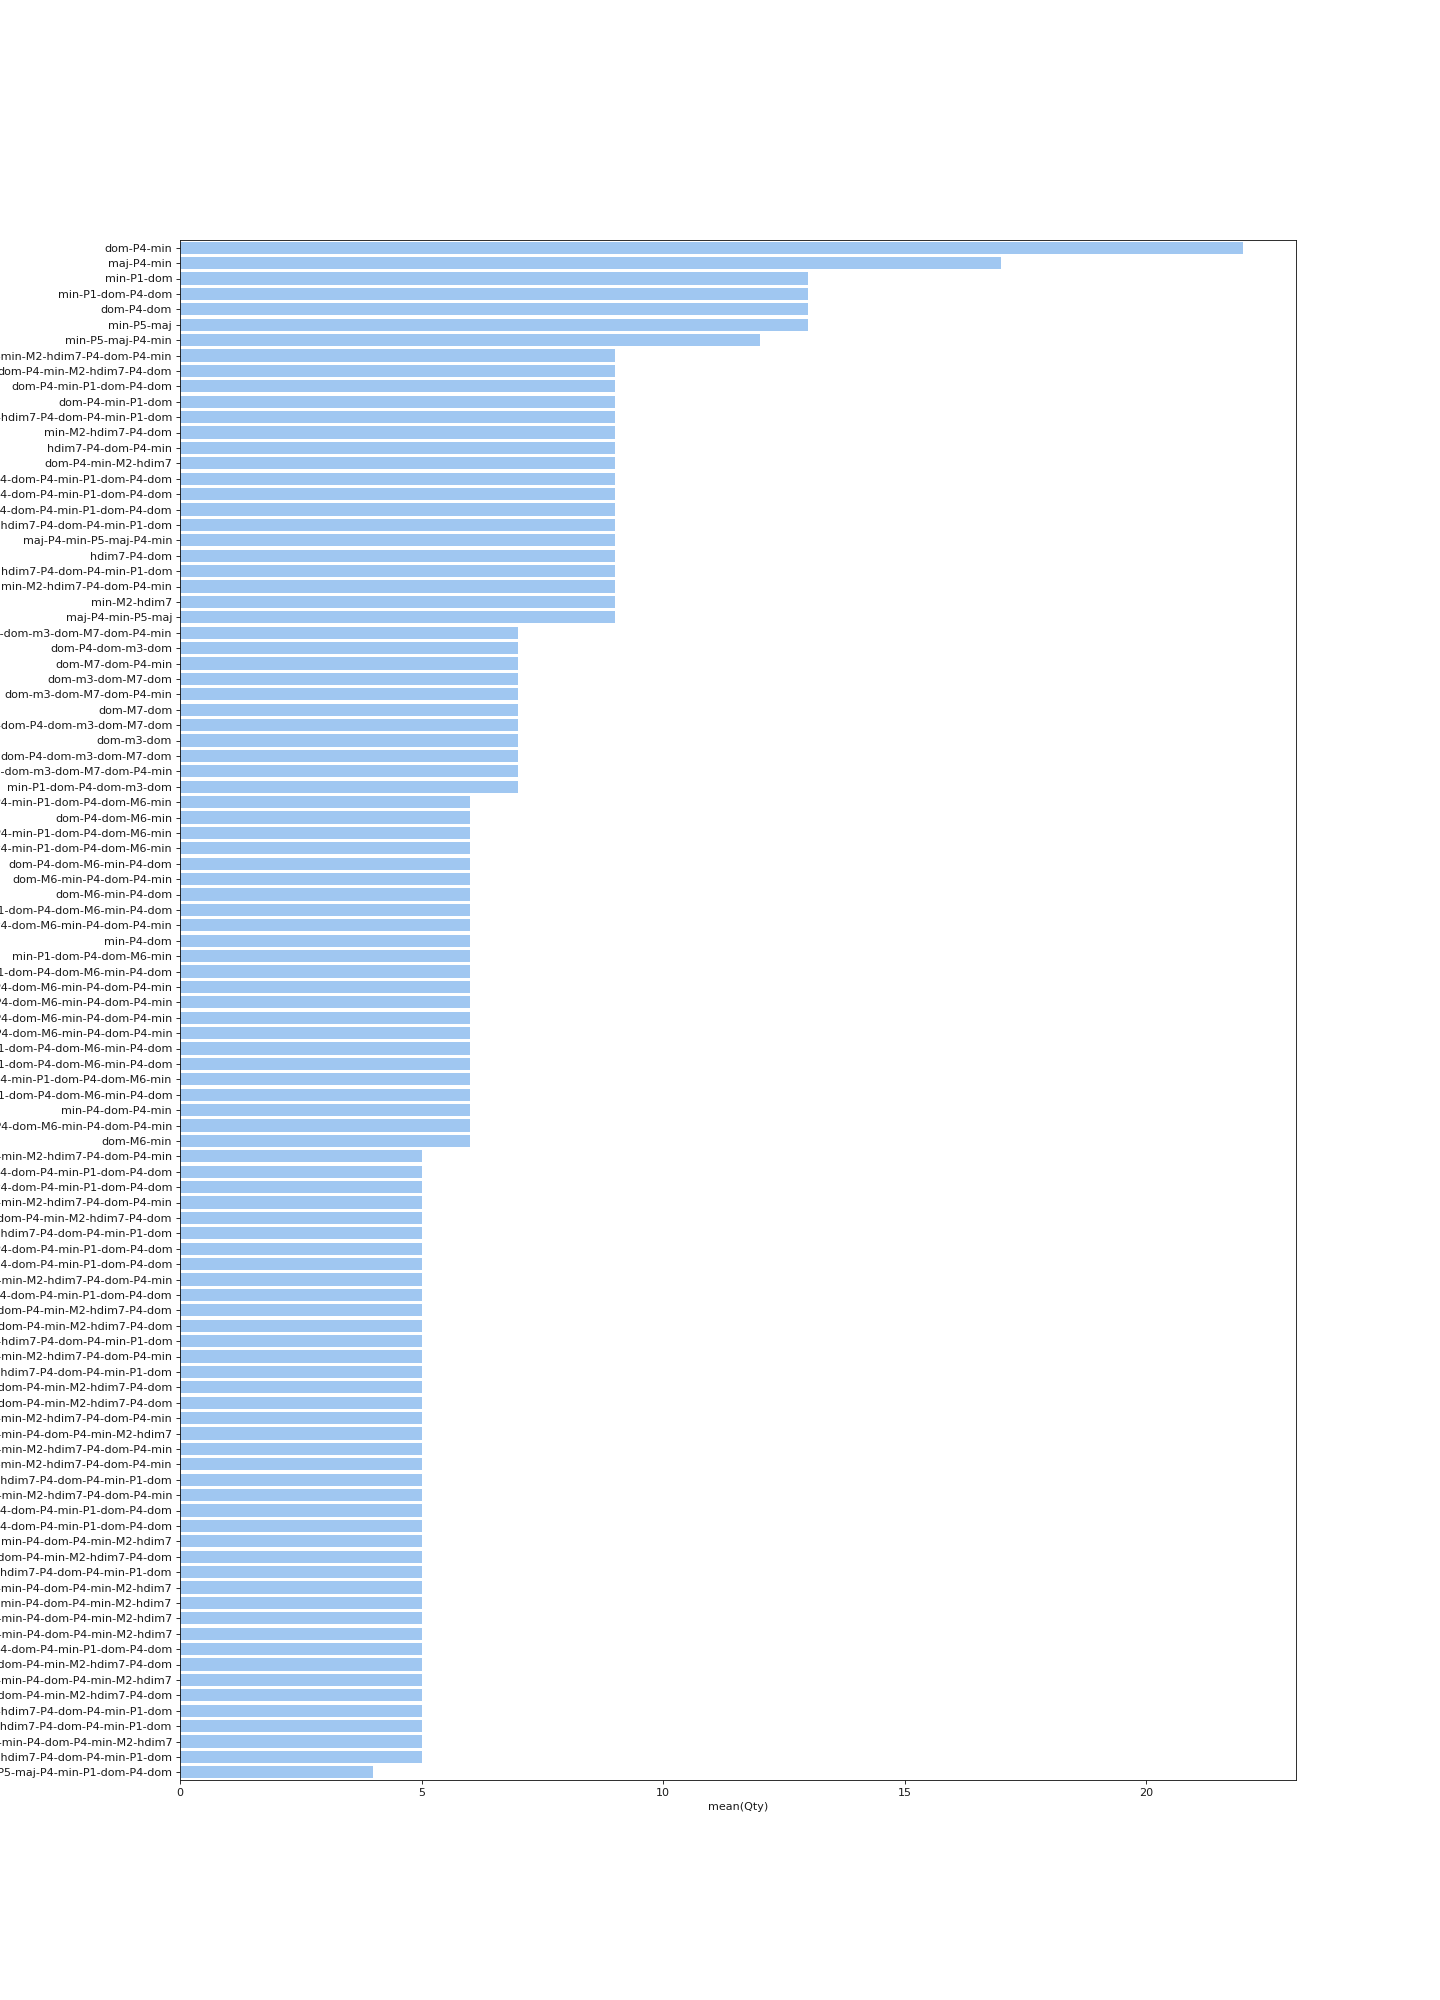 dom-P4-min
maj-P4-min
min-P1-dom
min-P1-dom-P4-dom
dom-P4-dom
min-P5-maj
min-P5-maj-P4-min
min-M2-hdim7-P4-dom-P4-min
dom-P4-min-M2-hdim7-P4-dom
dom-P4-min-P1-dom-P4-dom
dom-P4-min-P1-dom
-hdim7-P4-dom-P4-min-P1-dom
min-M2-hdim7-P4-dom
hdim7-P4-dom-P4-min
dom-P4-min-M2-hdim7
4-dom-P4-min-P1-dom-P4-dom
4-dom-P4-min-P1-dom-P4-dom
4-dom-P4-min-P1-dom-P4-dom
hdim7-P4-dom-P4-min-P1-dom
maj-P4-min-P5-maj-P4-min
hdim7-P4-dom
hdim7-P4-dom-P4-min-P1-dom
min-M2-hdim7-P4-dom-P4-min
min-M2-hdim7
maj-P4-min-P5-maj
-dom-m3-dom-M7-dom-P4-min
dom-P4-dom-m3-dom
dom-M7-dom-P4-min
dom-m3-dom-M7-dom
dom-m3-dom-M7-dom-P4-min
dom-M7-dom
-dom-P4-dom-m3-dom-M7-dom
dom-m3-dom
dom-P4-dom-m3-dom-M7-dom
-dom-m3-dom-M7-dom-P4-min
min-P1-dom-P4-dom-m3-dom
P4-min-P1-dom-P4-dom-M6-min
dom-P4-dom-M6-min
P4-min-P1-dom-P4-dom-M6-min
P4-min-P1-dom-P4-dom-M6-min
dom-P4-dom-M6-min-P4-dom
dom-M6-min-P4-dom-P4-min
dom-M6-min-P4-dom
1-dom-P4-dom-M6-min-P4-dom
P4-dom-M6-min-P4-dom-P4-min
min-P4-dom
min-P1-dom-P4-dom-M6-min
1-dom-P4-dom-M6-min-P4-dom
P4-dom-M6-min-P4-dom-P4-min
P4-dom-M6-min-P4-dom-P4-min
P4-dom-M6-min-P4-dom-P4-min
P4-dom-M6-min-P4-dom-P4-min
1-dom-P4-dom-M6-min-P4-dom
1-dom-P4-dom-M6-min-P4-dom
P4-min-P1-dom-P4-dom-M6-min
1-dom-P4-dom-M6-min-P4-dom
min-P4-dom-P4-min
P4-dom-M6-min-P4-dom-P4-min
dom-M6-min
-min-M2-hdim7-P4-dom-P4-min
4-dom-P4-min-P1-dom-P4-dom
4-dom-P4-min-P1-dom-P4-dom
-min-M2-hdim7-P4-dom-P4-min
dom-P4-min-M2-hdim7-P4-dom
hdim7-P4-dom-P4-min-P1-dom
P4-dom-P4-min-P1-dom-P4-dom
4-dom-P4-min-P1-dom-P4-dom
-min-M2-hdim7-P4-dom-P4-min
4-dom-P4-min-P1-dom-P4-dom
dom-P4-min-M2-hdim7-P4-dom
dom-P4-min-M2-hdim7-P4-dom
-hdim7-P4-dom-P4-min-P1-dom
-min-M2-hdim7-P4-dom-P4-min
hdim7-P4-dom-P4-min-P1-dom
dom-P4-min-M2-hdim7-P4-dom
dom-P4-min-M2-hdim7-P4-dom
-min-M2-hdim7-P4-dom-P4-min
-min-P4-dom-P4-min-M2-hdim7
-min-M2-hdim7-P4-dom-P4-min
min-M2-hdim7-P4-dom-P4-min
hdim7-P4-dom-P4-min-P1-dom
-min-M2-hdim7-P4-dom-P4-min
4-dom-P4-min-P1-dom-P4-dom
4-dom-P4-min-P1-dom-P4-dom
min-P4-dom-P4-min-M2-hdim7
dom-P4-min-M2-hdim7-P4-dom
hdim7-P4-dom-P4-min-P1-dom
-min-P4-dom-P4-min-M2-hdim7
min-P4-dom-P4-min-M2-hdim7
-min-P4-dom-P4-min-M2-hdim7
-min-P4-dom-P4-min-M2-hdim7
4-dom-P4-min-P1-dom-P4-dom
dom-P4-min-M2-hdim7-P4-dom
-min-P4-dom-P4-min-M2-hdim7
dom-P4-min-M2-hdim7-P4-dom
-hdim7-P4-dom-P4-min-P1-dom
hdim7-P4-dom-P4-min-P1-dom
-min-P4-dom-P4-min-M2-hdim7
hdim7-P4-dom-P4-min-P1-dom
P5-maj-P4-min-P1-dom-P4-dom
0 5 10 15 20
mean(Qty)